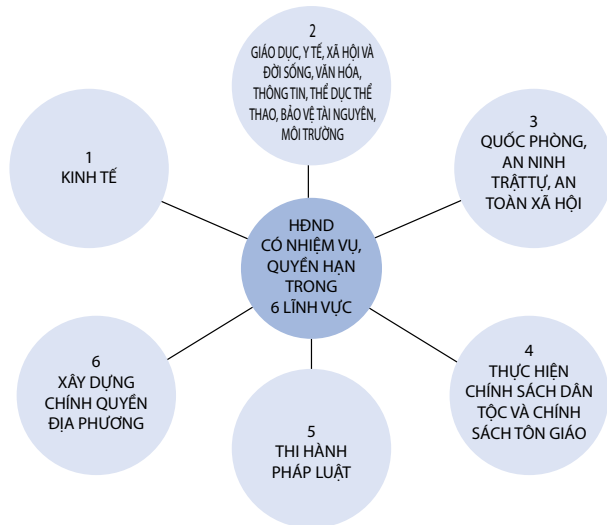 2
GIÁO DỤC, Y TẾ, XÃ HỘI VÀ
ĐỜI SỐNG, VĂN HÓA,
THÔNG TIN, THỂ DỤC THỂ
THAO, BẢO VỆ TÀI NGUYÊN,
MÔI TRƯỜNG
1
KINH TẾ
3
QUỐC PHÒNG,
AN NINH
TRẬTTỰ, AN
TOÀN XÃ HỘI
HĐND
CÓ NHIỆM VỤ,
QUYỀN HẠN
TRONG
6 LĨNH VỰC
6
XÂY DỰNG
CHÍNH QUYỀN
ĐỊA PHƯƠNG
4
THỰC HIỆN
CHÍNH SÁCH DÂN
TỘC VÀ CHÍNH
SÁCH TÔN GIÁO
5
THI HÀNH
PHÁP LUẬT